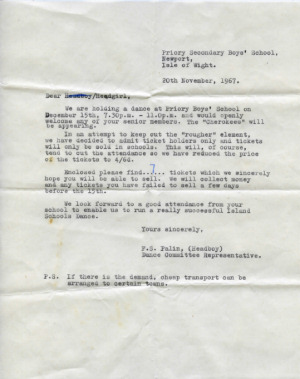 Priory Secondary Boys' School,
Newport,
Isle of Wight.
20th November, 1967.
Dear Headboy/Headgirl,
We are holding a dance at Priory Boys' School on
December 15th, 7.30p.m. - 11.0p.m. and would openly
welcome any of your senior members. The "Cherokees" will
be appearing.
In an attempt to keep out the "rougher" element,
we have decided to admit ticket holders only and tickets
will be only sold in schools. This will, of course,
tend to cut the attendance so we have reduced the price
of the tickets to 4/6d.
Enclosed please find...7... tickets which we sincerely
hope you will be able to sell. We will collect money
and any tickets you have failed to sell a few days
before the 15th.
We look forward to a good attendance from your
school to enable us to run a really successful Island
Schools Dance.
Yours sincerely,
P.S. Palin, (Headboy)
Dance Committee Representative.
P.S. If there is the demand, cheap transport can be
arranged to certain towns.